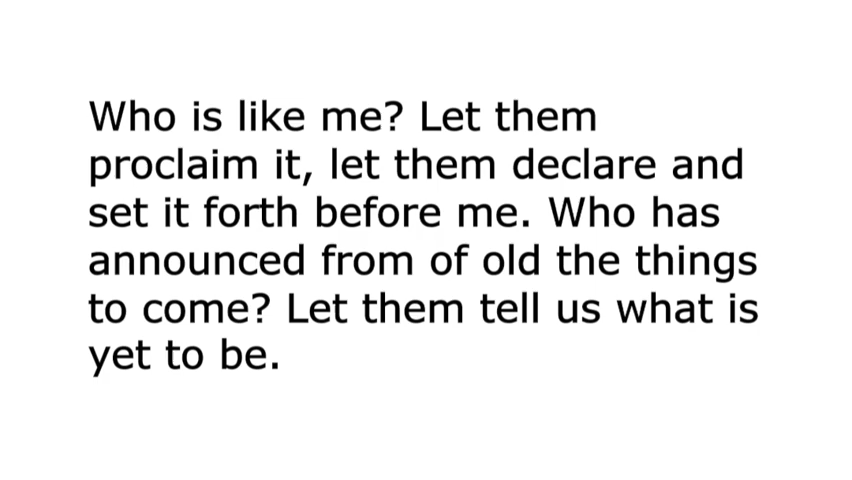 Who is like me? Let them
proclaim it, let them declare and
set it forth before me. Who has
announced from of old the things
to come? Let them tell us what is
yet to be.